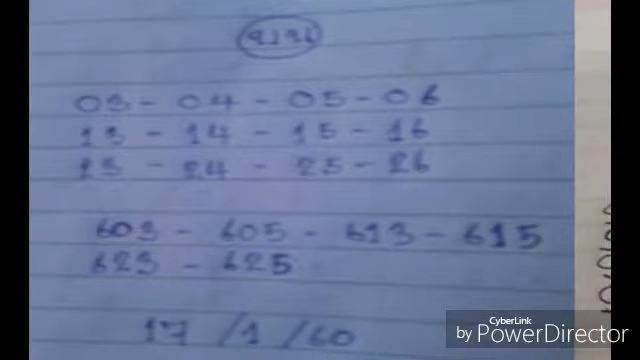 03 - 04 - 05 - 06
13 - 14 - 15 - 16
23 - 24 - 25 - 26
603 - 605 - 613 - 615
623 - 625
17 / 1 / 60
CyberLink
by PowerDirector